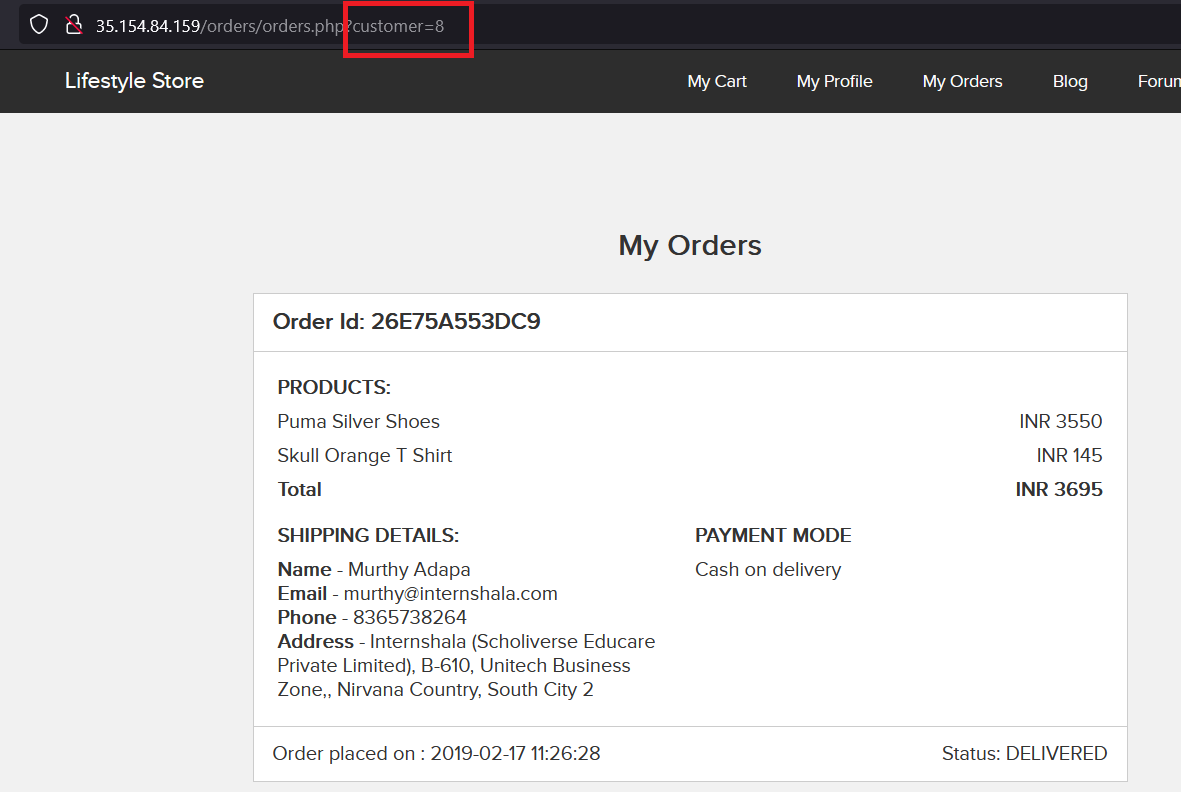 35.154.84.159/orders/orders.php?customer=8
Lifestyle Store My Cart My Profile My Orders Blog
My Orders
Order Id: 26E75A553DC9
PRODUCTS:
Puma Silver Shoes INR 3550
Skull Orange T Shirt INR 145
Total INR 3695
SHIPPING DETAILS: PAYMENT MODE
Name - Murthy Adapa Cash on delivery
Email - murthy@internshala.com
Phone - 8365738264
Address - Internshala (Scholiverse Educare
Private Limited), B-610, Unitech Business
Zone,, Nirvana Country, South City 2
Order placed on : 2019-02-17 11:26:28 Status: DELIVERED